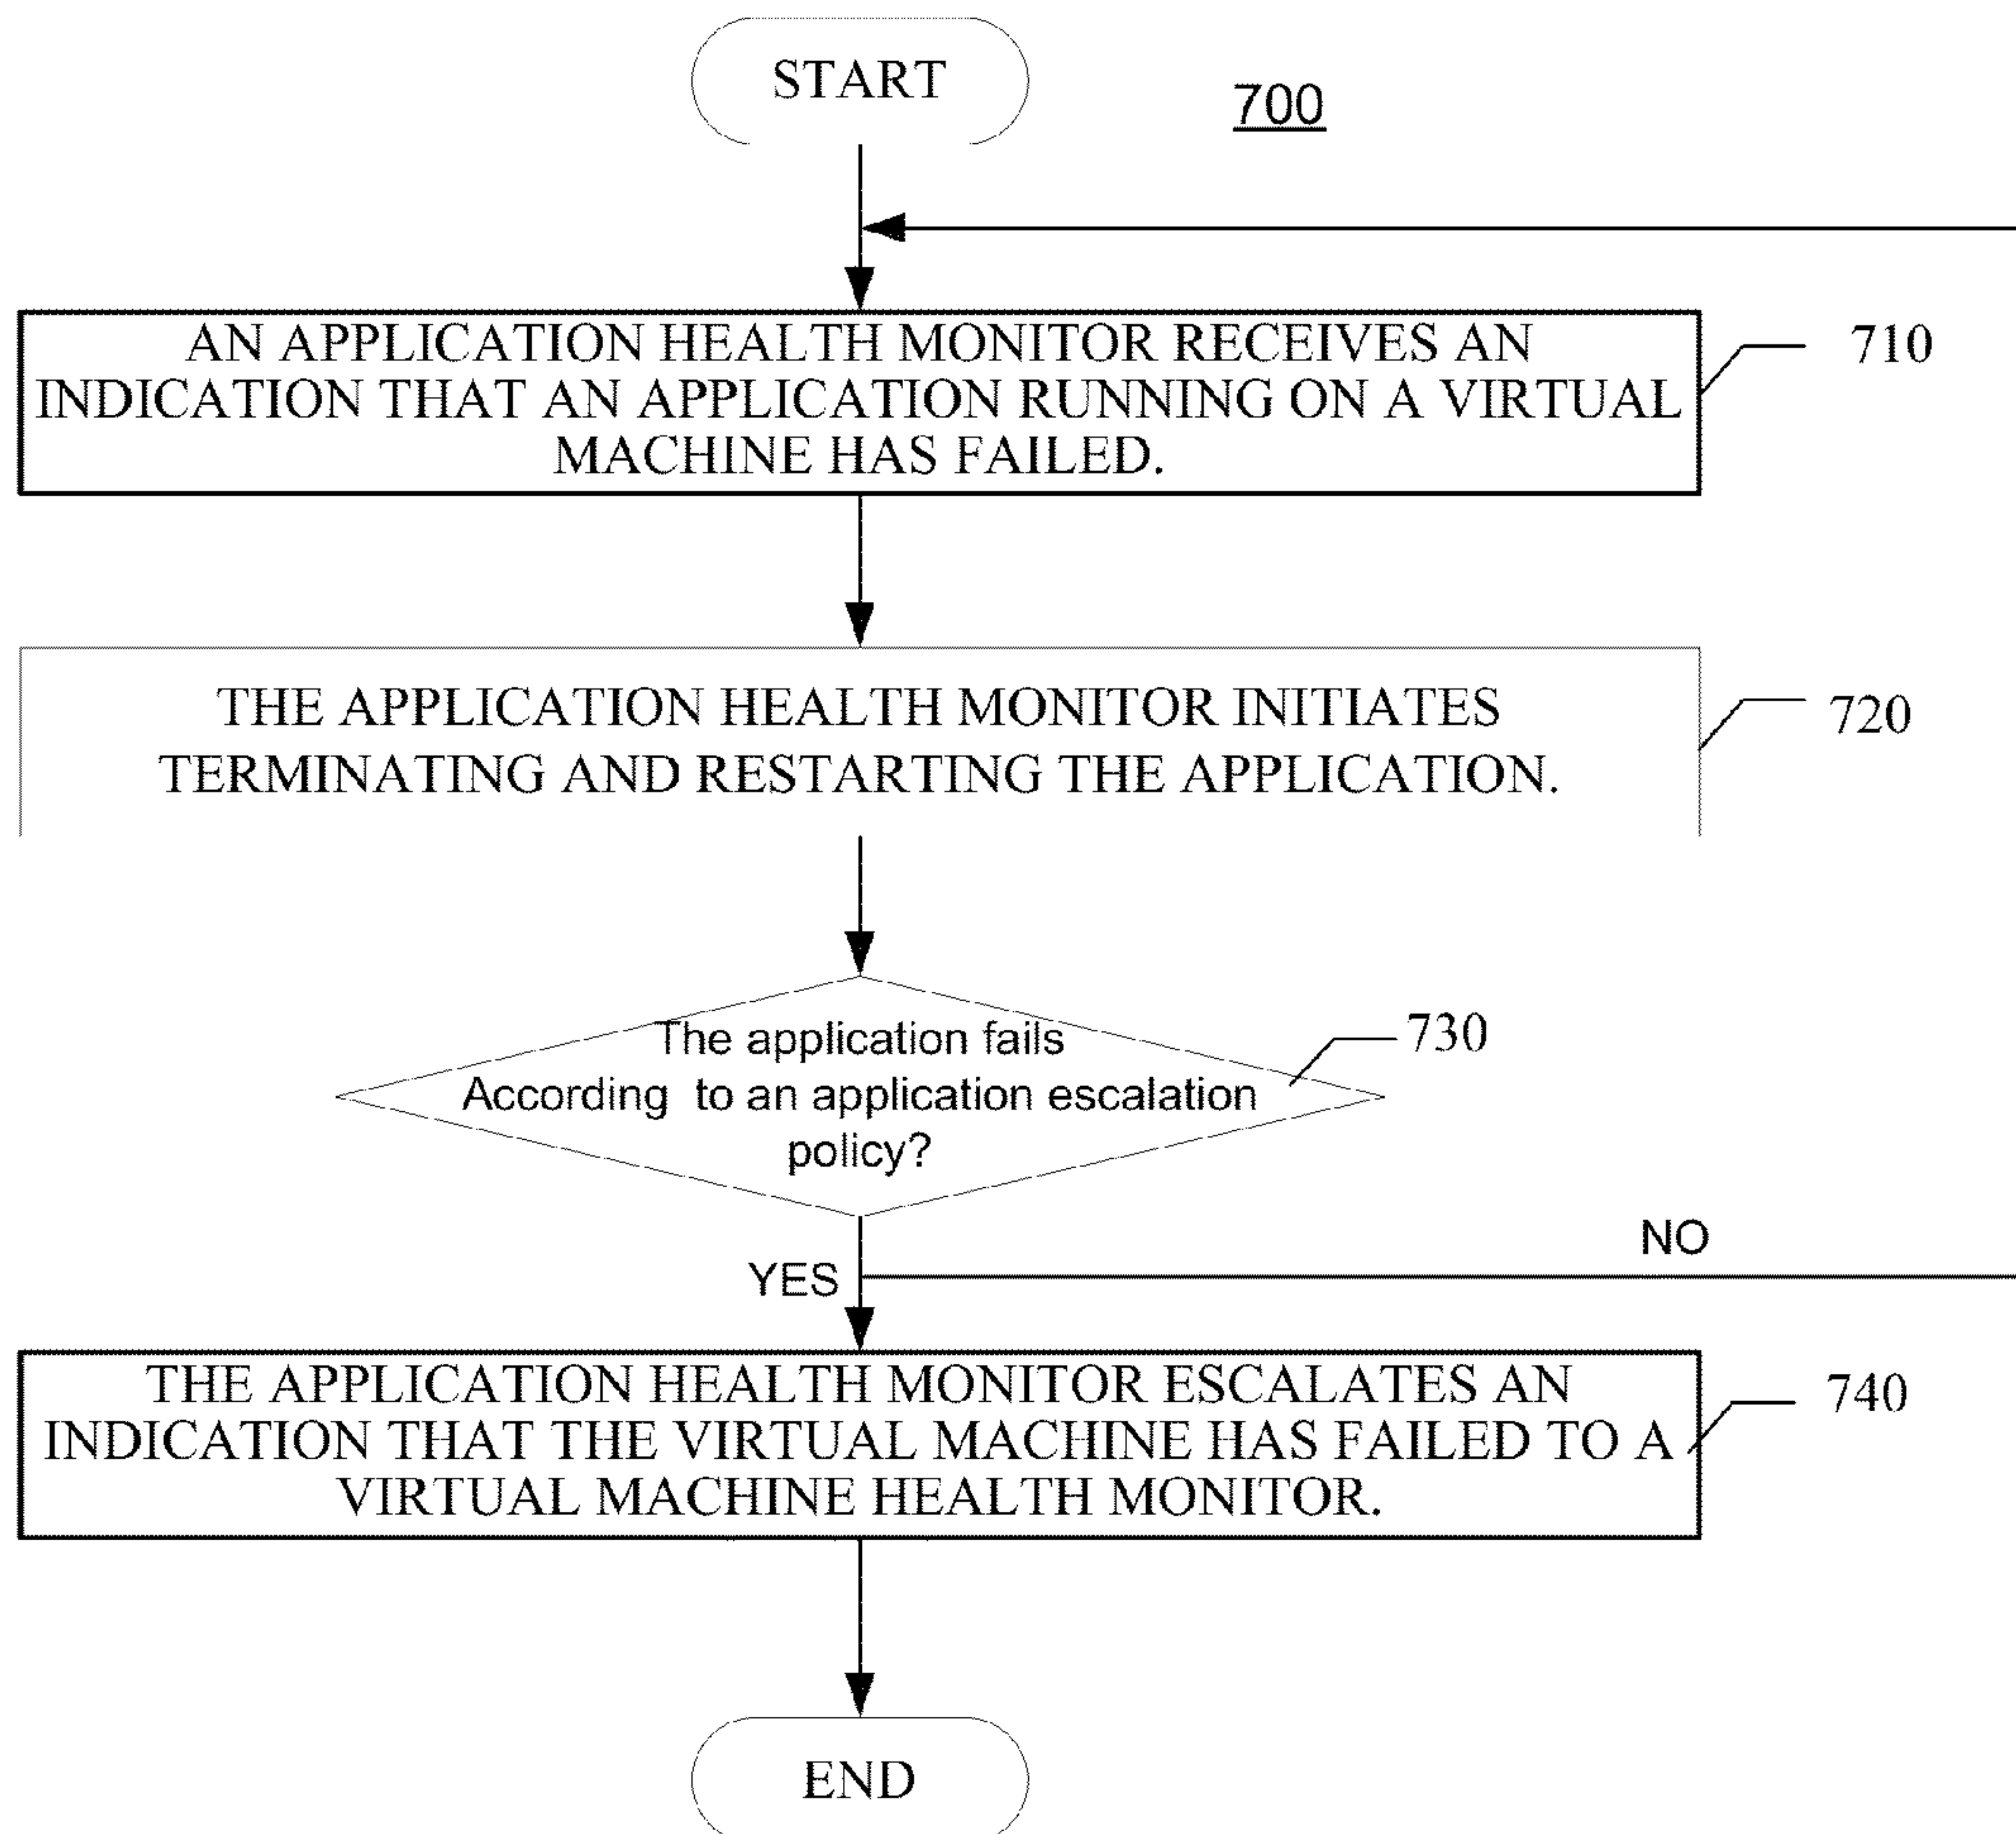 START
700
AN APPLICATION HEALTH MONITOR RECEIVES AN
INDICATION THAT AN APPLICATION RUNNING ON A VIRTUAL
MACHINE HAS FAILED.
710
THE APPLICATION HEALTH MONITOR INITIATES
TERMINATING AND RESTARTING THE APPLICATION.
720
The application fails
According to an application escalation
policy?
730
NO
YES
THE APPLICATION HEALTH MONITOR ESCALATES AN
INDICATION THAT THE VIRTUAL MACHINE HAS FAILED TO A
VIRTUAL MACHINE HEALTH MONITOR.
740
END